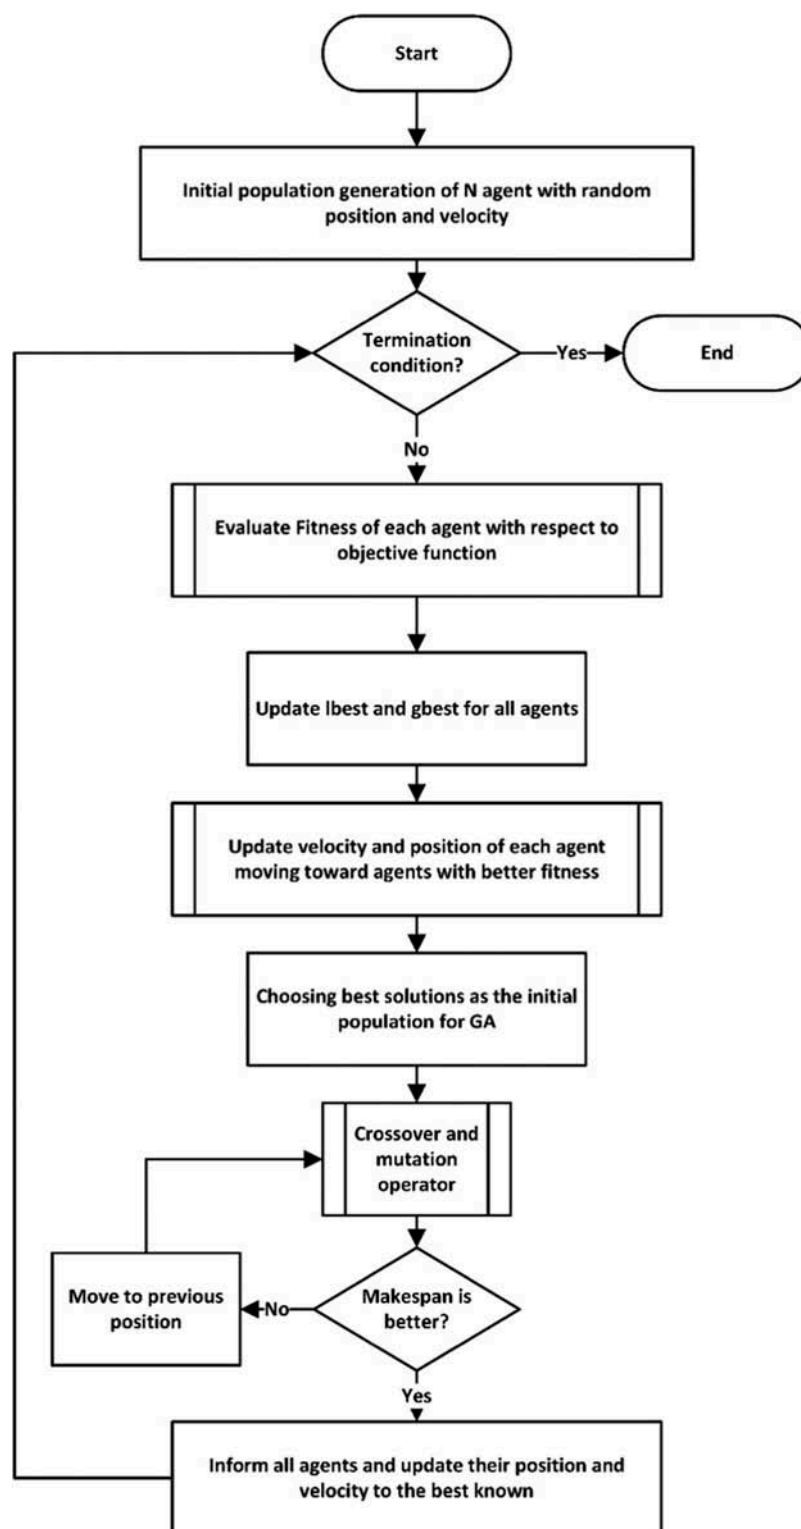 Start
Initial population generation of N agent with random
position and velocity
Termination
condition?
Yes
End
No
Evaluate Fitness of each agent with respect to
objective function
Update lbest and gbest for all agents
Update velocity and position of each agent
moving toward agents with better fitness
Choosing best solutions as the initial
population for GA
Crossover and
mutation
operator
Move to previous
position
No
Makespan is
better?
Yes
Inform all agents and update their position and
velocity to the best known